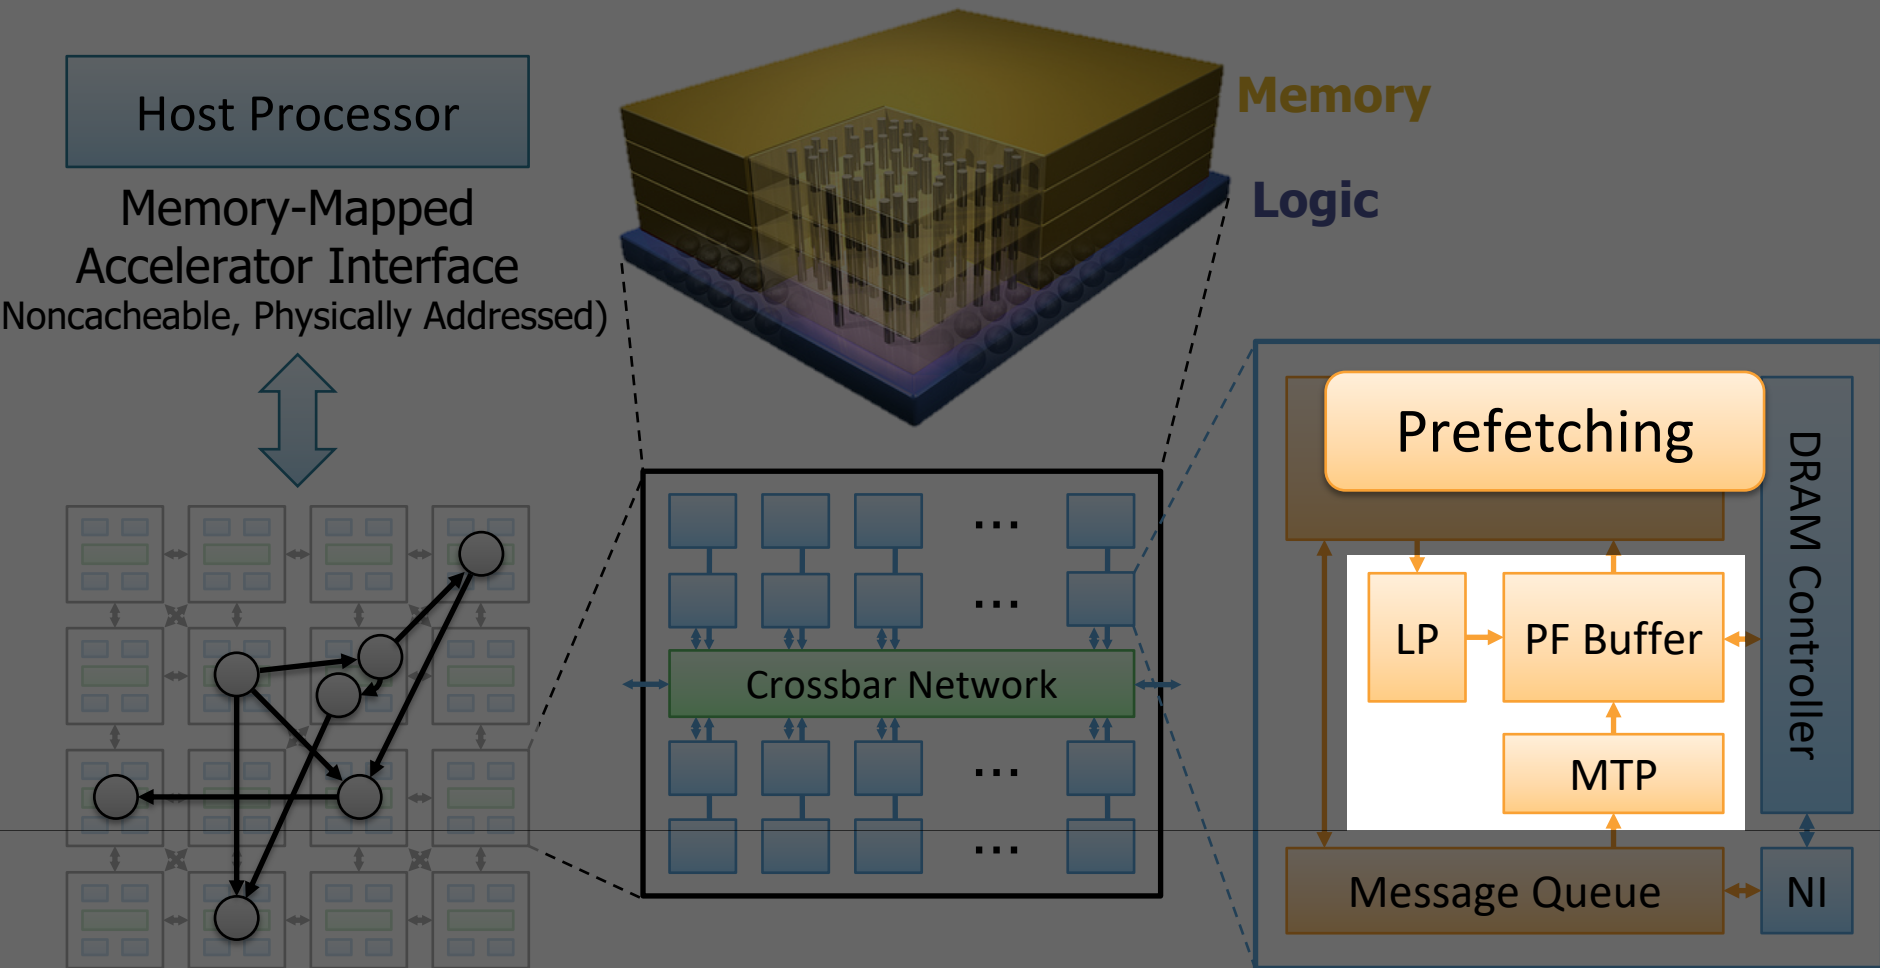 Host Processor
Memory-Mapped
Accelerator Interface
Noncacheable, Physically Addressed)
Memory
Logic
Crossbar Network
...
...
...
...
Prefetching
LP
PF Buffer
MTP
Message Queue
DRAM Controller
NI